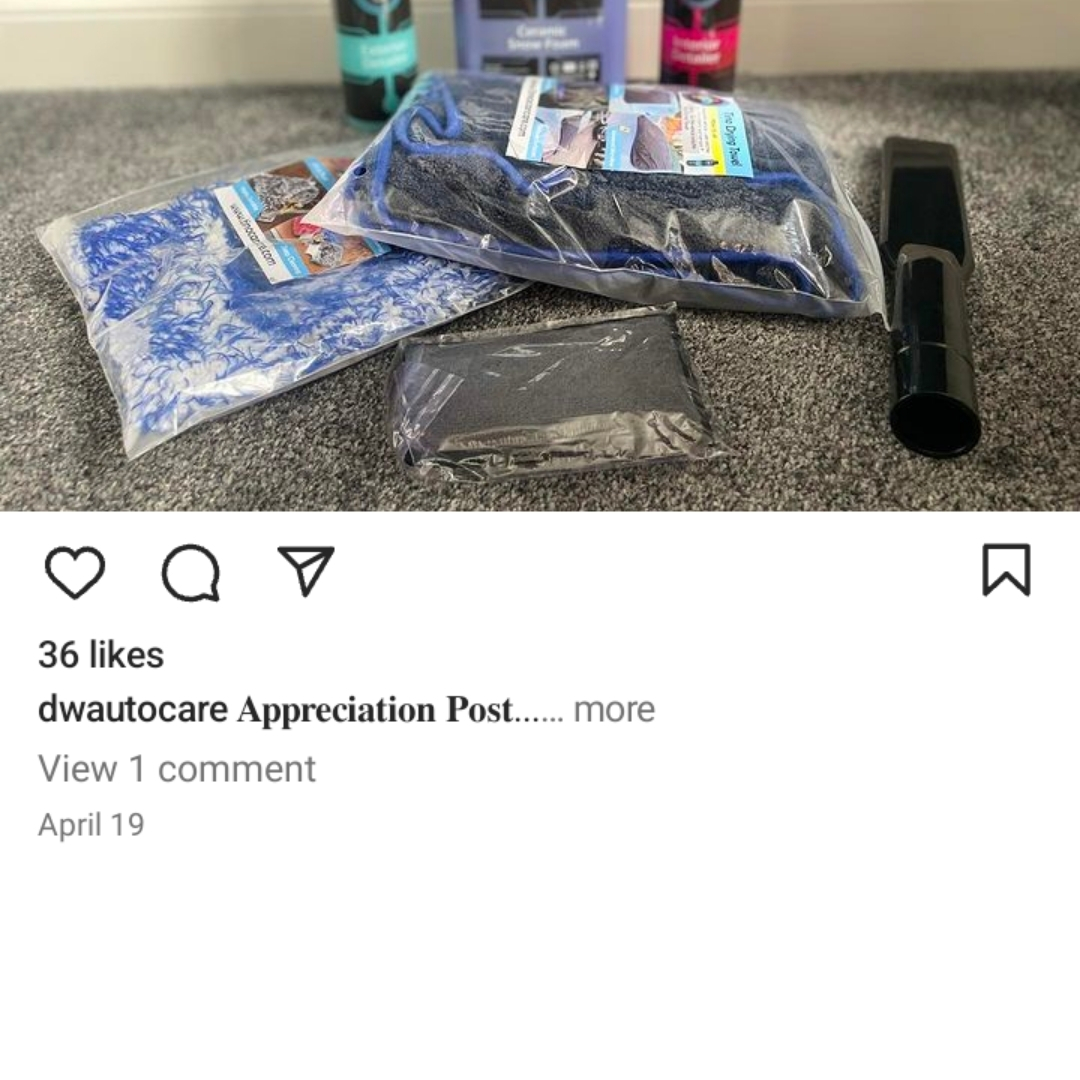 Exterior
Detailer
Ceramic
Snow Foam
Interior
Detailer
Trio Drying Towel
36 likes
dwautocare Appreciation Post...... more
View 1 comment
April 19